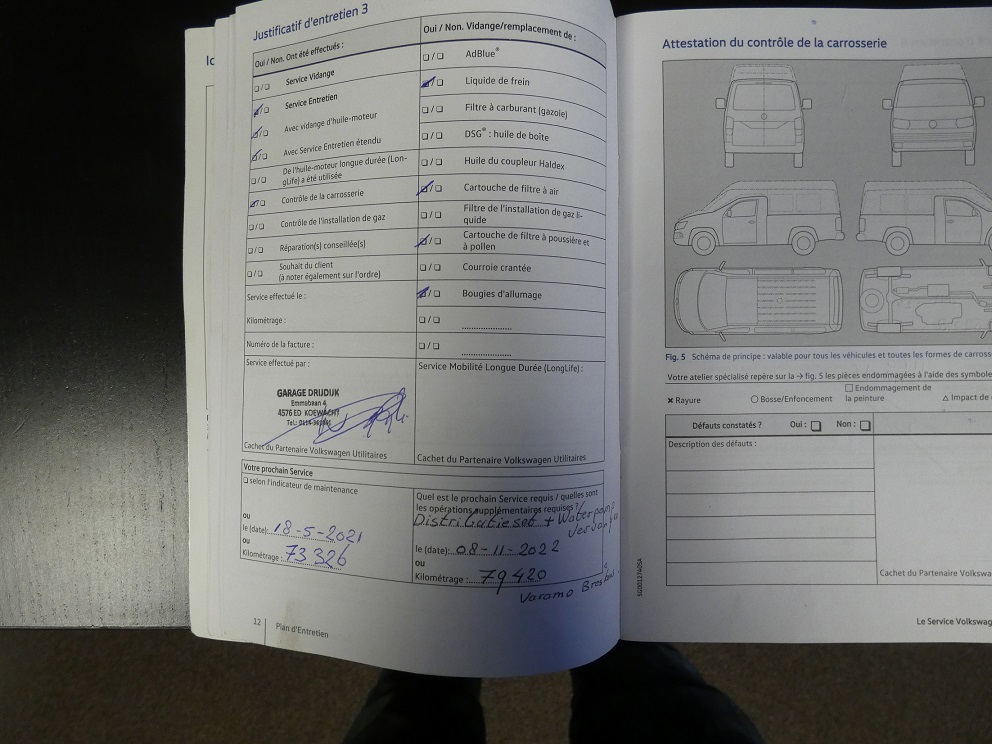 Justificatif d'entretien 3
Oui / Non. Ont été effectués :
❏ / ❏ Service Vidange
❏ / ❏ Service Entretien
❏ / ❏ Avec vidange d'huile-moteur
❏ / ❏ Avec Service Entretien étendu
❏ / ❏ De l'huile-moteur longue durée (Lon-
gLife) a été utilisée
❏ / ❏ Contrôle de la carrosserie
❏ / ❏ Contrôle de l'installation de gaz
❏ / ❏ Réparation(s) conseillée(s)
❏ / ❏ Souhait du client
(à noter également sur l'ordre)
Service effectué le :
Kilométrage :
Numéro de la facture :
Service effectué par :
GARAGE DRIJDIJK
Emmabaan 4
4576 ED KOEWACHT
Cachet du Partenaire Volkswagen Utilitaires
Oui / Non. Vidange/remplacement de :
❏ / ❏ AdBlue®
❏ / ❏ Liquide de frein
❏ / ❏ Filtre à carburant (gazole)
❏ / ❏ DSG® : huile de boîte
❏ / ❏ Huile du coupleur Haldex
❏ / ❏ Cartouche de filtre à air
❏ / ❏ Filtre de l'installation de gaz li-
quide
❏ / ❏ Cartouche de filtre à poussière et
à pollen
❏ / ❏ Courroie crantée
❏ / ❏ Bougies d'allumage
❏ / ❏ ....................
❏ / ❏ ....................
Service Mobilité Longue Durée (LongLife) :
Cachet du Partenaire Volkswagen Utilitaires
Votre prochain Service
❏ selon l'indicateur de maintenance
ou
le (date): 18-5-2021
ou
Kilométrage : 73 326
Quel est le prochain Service requis / quelles sont
les opérations supplémentaires requises ?
Distributieset + Waterpomp
le (date): 08-11-2022
ou
Kilométrage : 79420
Varamo
12 Plan d'Entretien
Attestation du contrôle de la carrosserie
Fig. 5 Schéma de principe : valable pour tous les véhicules et toutes les formes de carross
Votre atelier spécialisé repère sur la → fig. 5 les pièces endommagées à l'aide des symbole
✖ Rayure
○ Bosse/Enfoncement
☐ Endommagement de
la peinture
△ Impact de
Défauts constatés ? Oui : ❏ Non : ❏
Description des défauts :
Cachet du Partenaire Volkswa
Le Service Volkswag